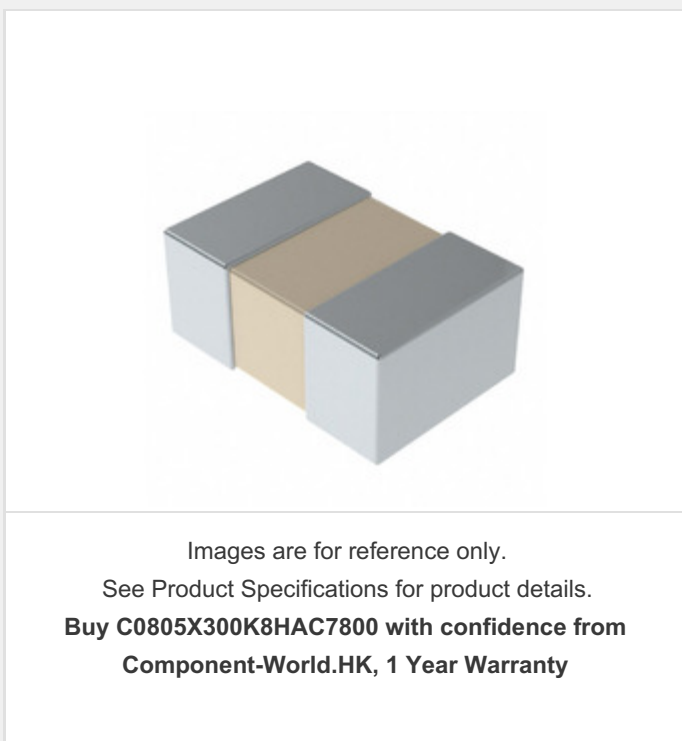 Images are for reference only.
See Product Specifications for product details.
Buy C0805X300K8HAC7800 with confidence from
Component-World.HK, 1 Year Warranty